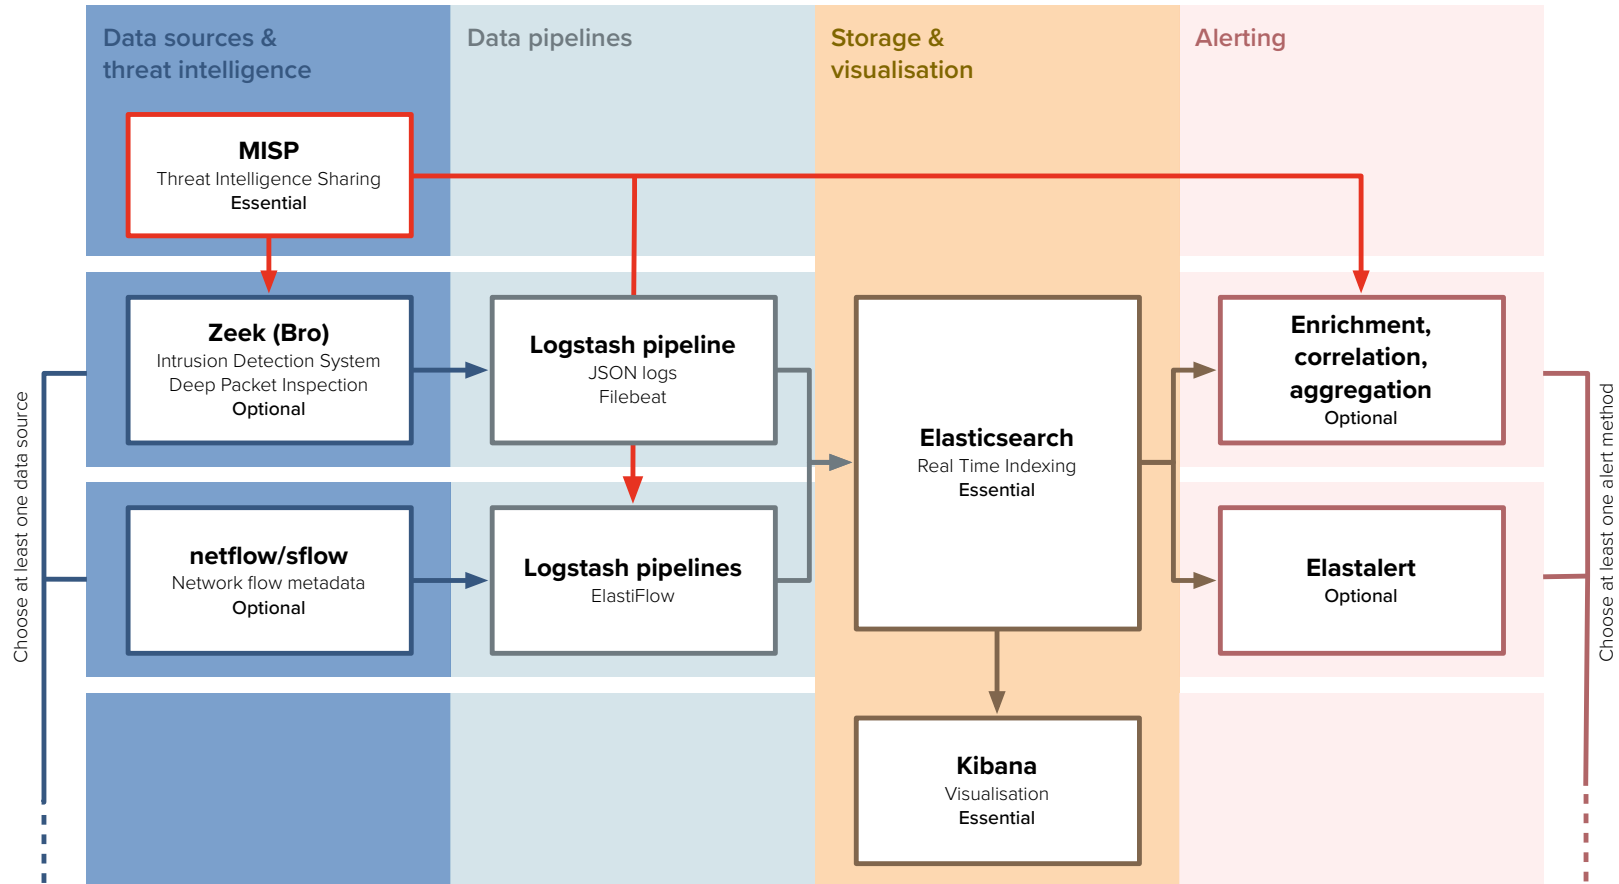 Data sources &
threat intelligence
Data pipelines
Storage &
visualisation
Alerting
MISP
Threat Intelligence Sharing
Essential
Zeek (Bro)
Intrusion Detection System
Deep Packet Inspection
Optional
Logstash pipeline
JSON logs
Filebeat
Enrichment,
correlation,
aggregation
Optional
Elasticsearch
Real Time Indexing
Essential
netflow/sflow
Network flow metadata
Optional
Logstash pipelines
ElastiFlow
Elastalert
Optional
Kibana
Visualisation
Essential
Choose at least one data source
Choose at least one alert method